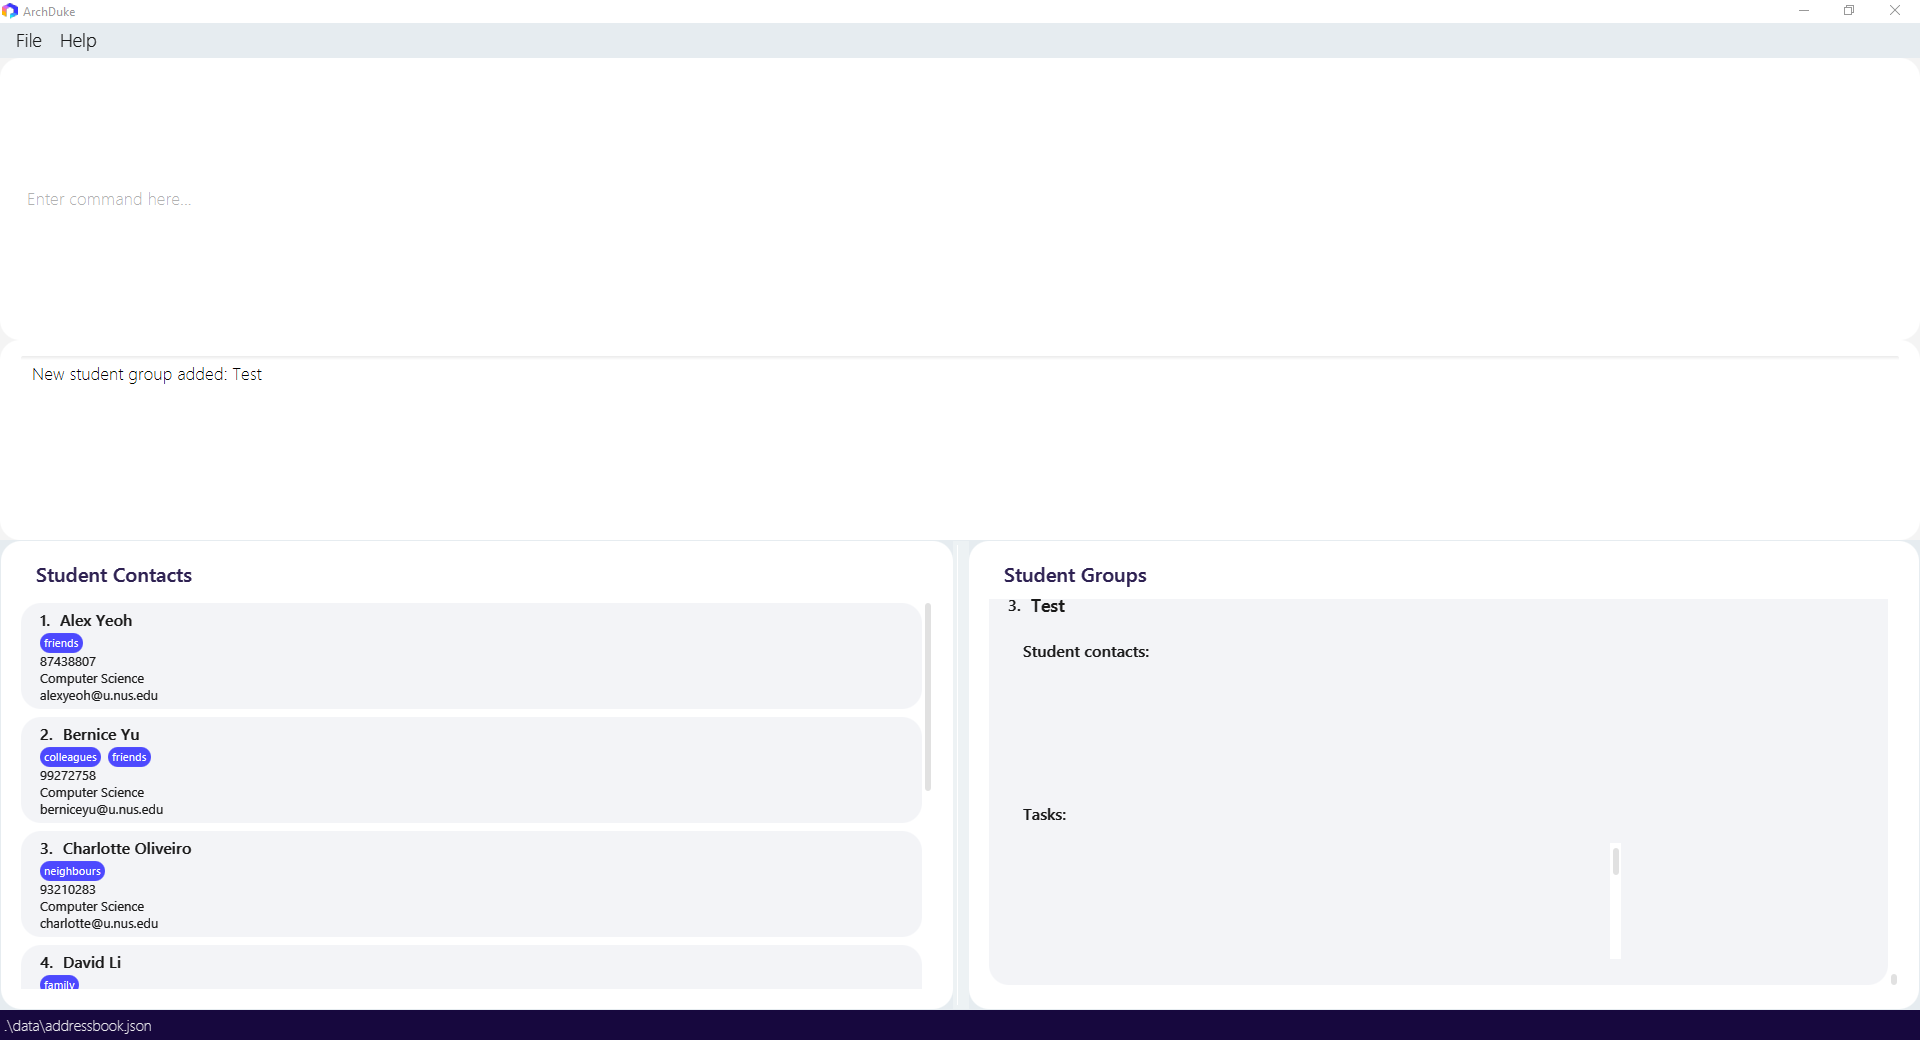 ArchDuke
File Help
Enter command here...
New student group added: Test
Student Contacts
1. Alex Yeoh
friends
87438807
Computer Science
alexyeoh@u.nus.edu
2. Bernice Yu
colleagues friends
99272758
Computer Science
berniceyu@u.nus.edu
3. Charlotte Oliveiro
neighbours
93210283
Computer Science
charlotte@u.nus.edu
4. David Li
family
Student Groups
3. Test
Student contacts:
Tasks:
.\data\addressbook.json